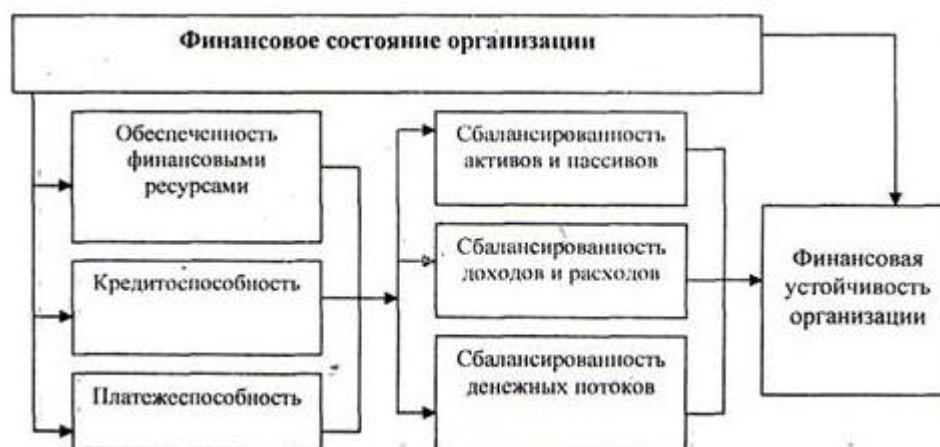 Финансовое состояние организации
Обеспеченность
финансовыми
ресурсами
Кредитоспособность
Платежеспособность
Сбалансированность
активов и пассивов
Сбалансированность
доходов и расходов
Сбалансированность
денежных потоков
Финансовая
устойчивость
организации